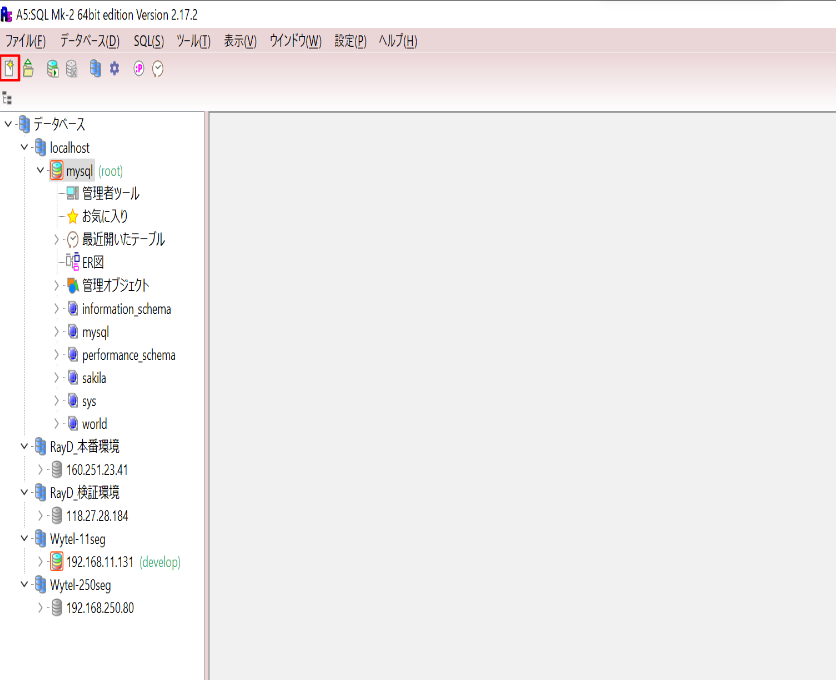 A5:SQL Mk-2 64bit edition Version 2.17.2
ファイル(F) データベース(D) SQL(S) ツール(T) 表示(V) ウインドウ(W) 設定(P) ヘルプ(H)
データベース
localhost
mysql (root)
管理者ツール
お気に入り
最近開いたテーブル
ER図
管理オブジェクト
information_schema
mysql
performance_schema
sakila
sys
world
RayD_本番環境
160.251.23.41
RayD_検証環境
118.27.28.184
Wytel-11seg
192.168.11.131 (develop)
Wytel-250seg
192.168.250.80